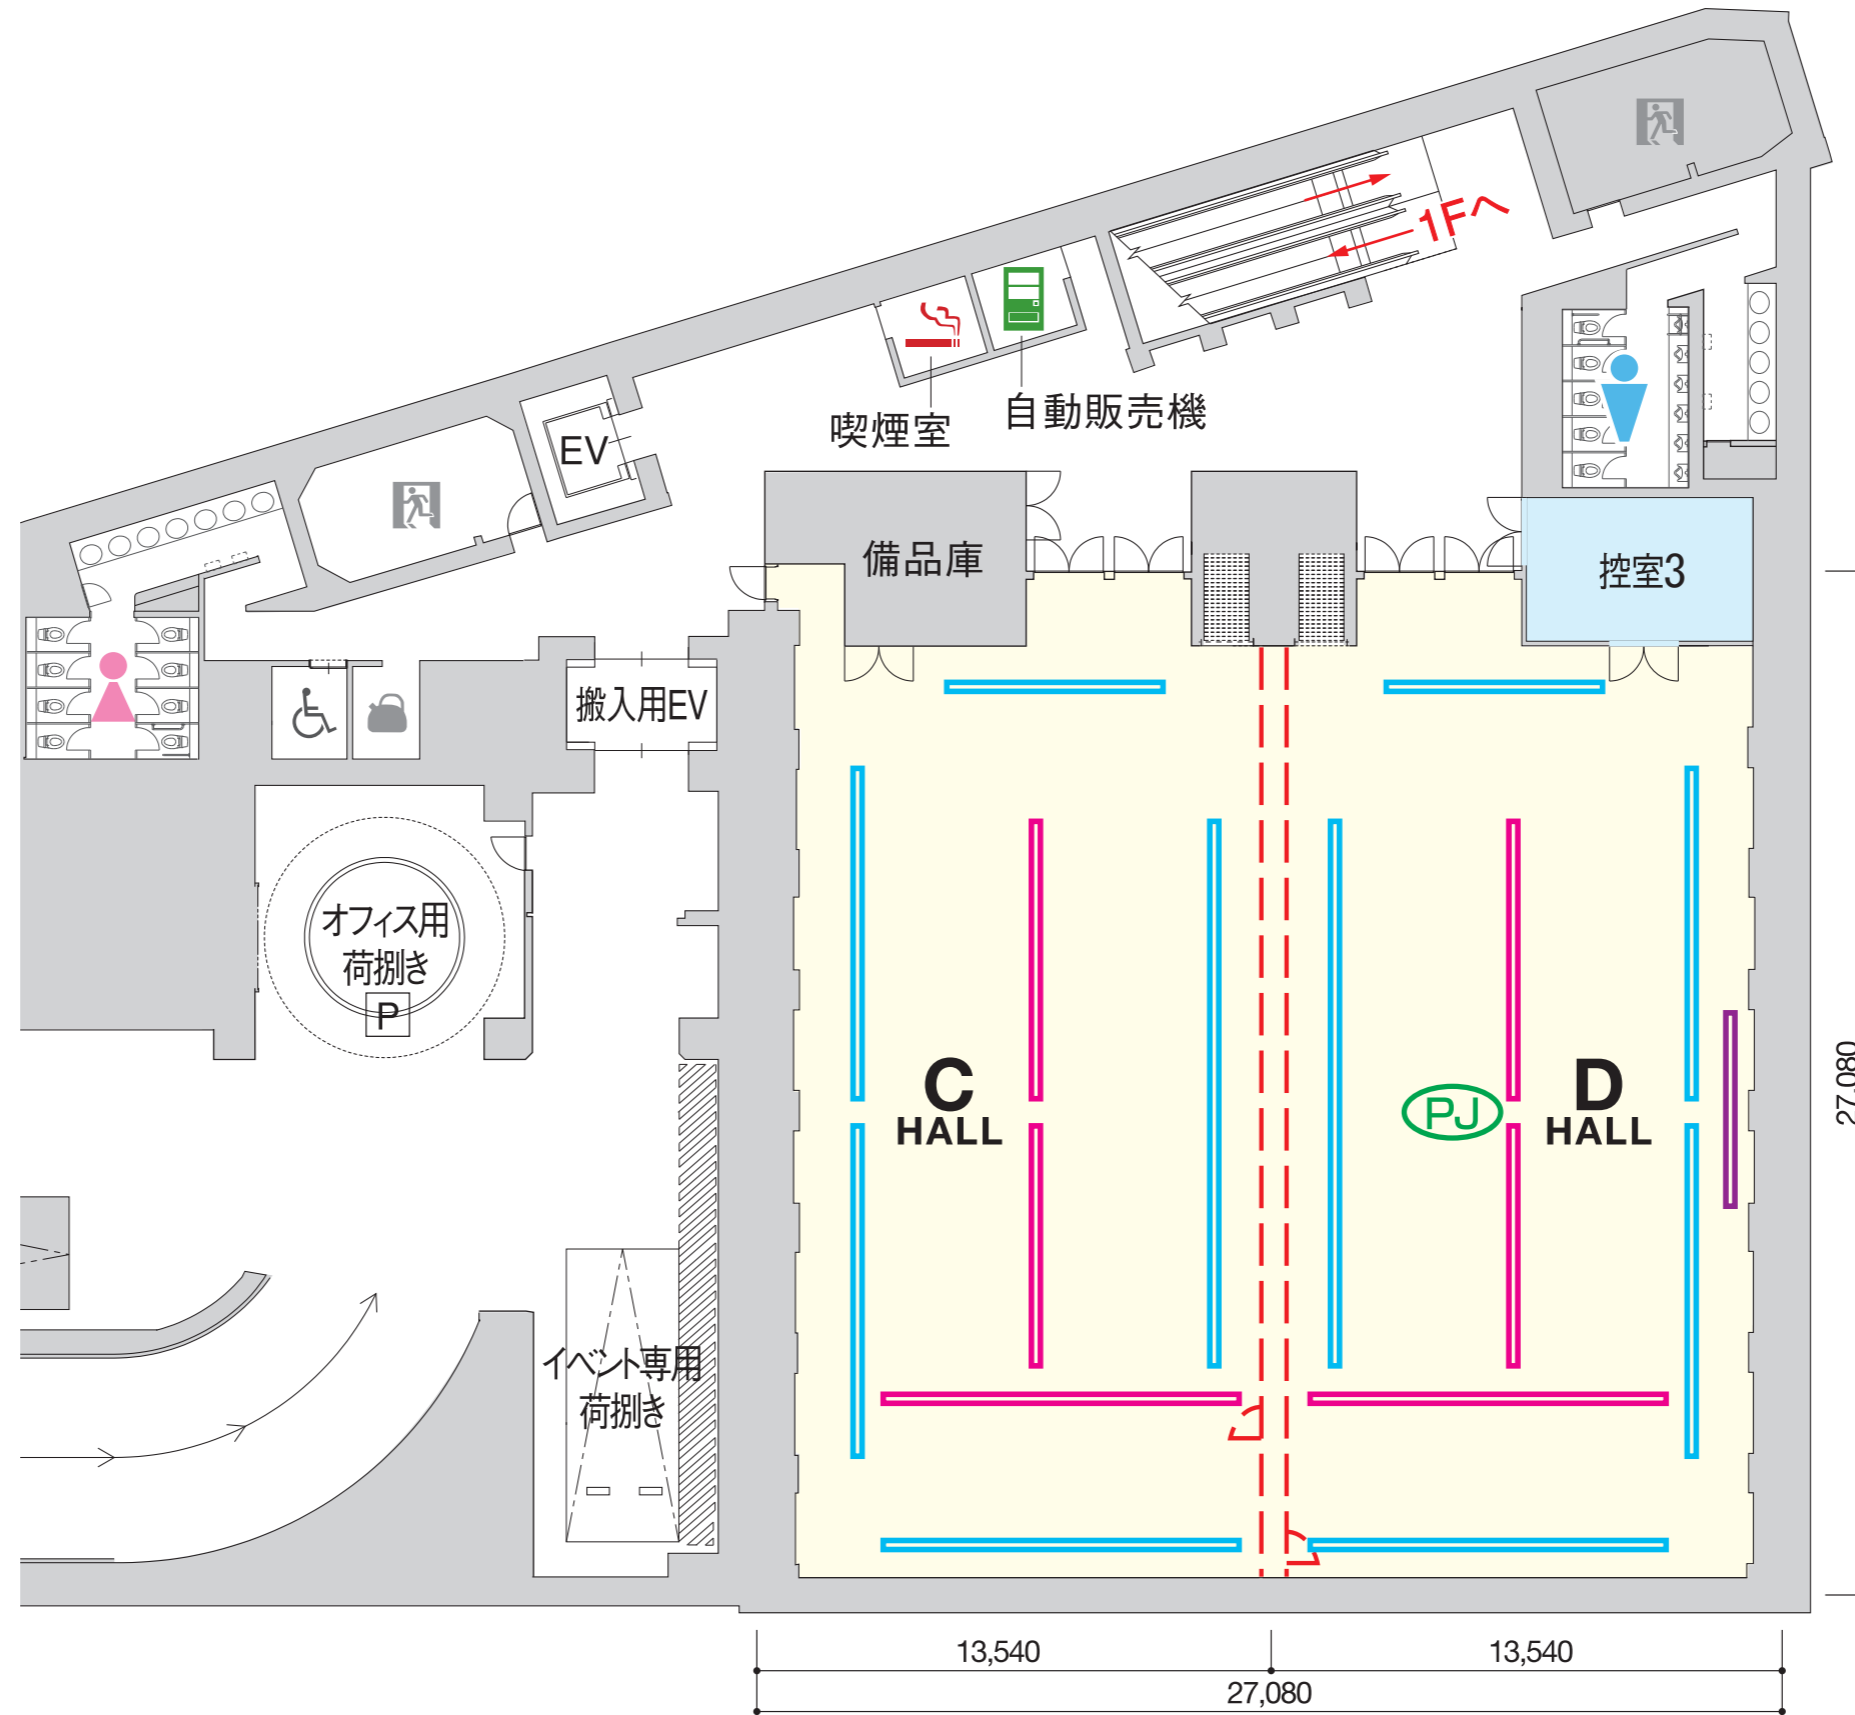 1Fへ
喫煙室
自動販売機
EV
備品庫
控室3
搬入用EV
オフィス用
荷捌き
P
C
HALL
PJ
D
HALL
27,080
イベント専用
荷捌き
13,540
13,540
27,080